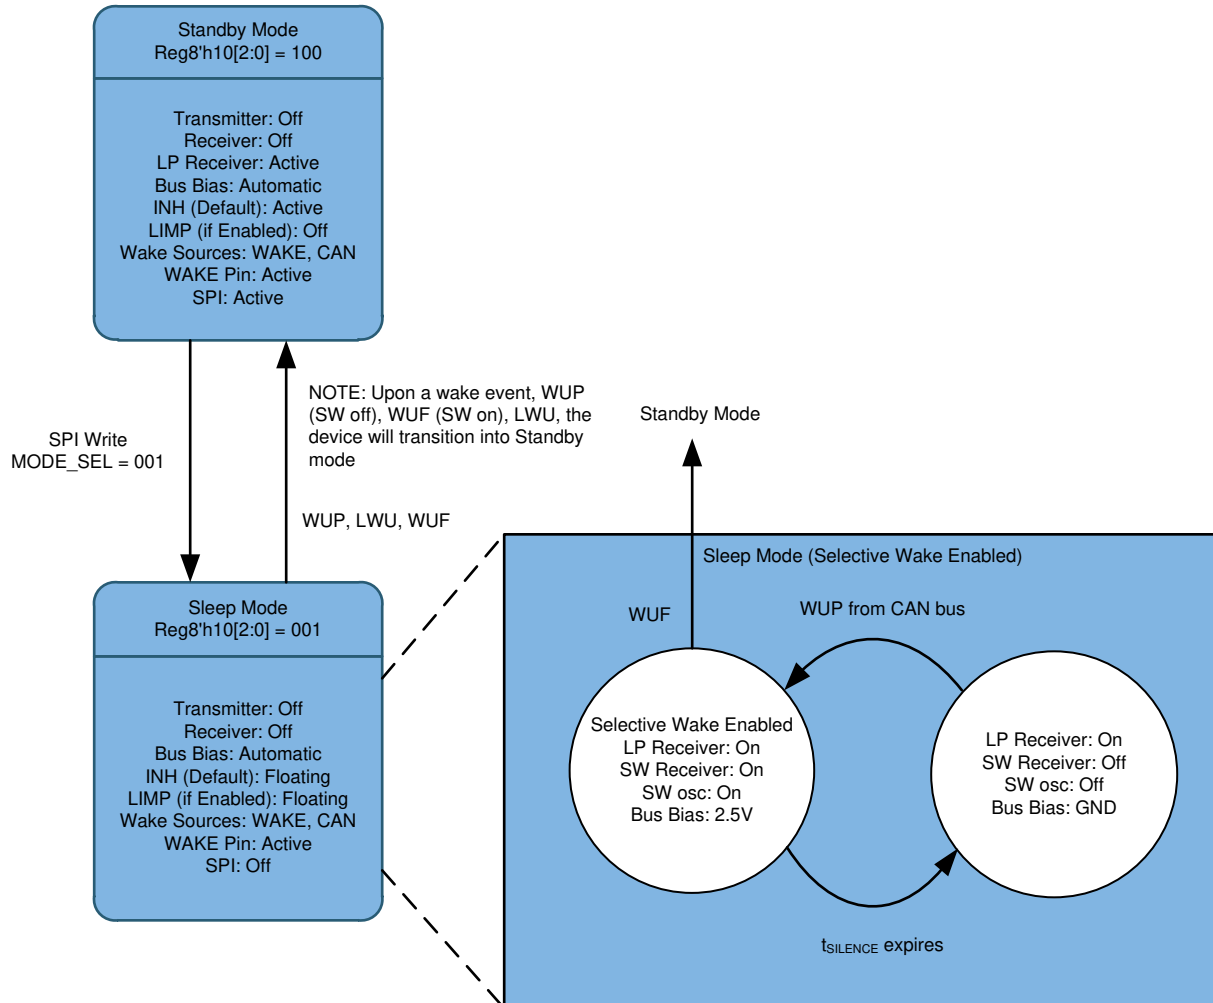 Standby Mode
Reg8'h10[2:0] = 100
Transmitter: Off
Receiver: Off
LP Receiver: Active
Bus Bias: Automatic
INH (Default): Active
LIMP (if Enabled): Off
Wake Sources: WAKE, CAN
WAKE Pin: Active
SPI: Active
SPI Write
MODE_SEL = 001
NOTE: Upon a wake event, WUP
(SW off), WUF (SW on), LWU, the
device will transition into Standby
mode
WUP, LWU, WUF
Sleep Mode
Reg8'h10[2:0] = 001
Transmitter: Off
Receiver: Off
Bus Bias: Automatic
INH (Default): Floating
LIMP (if Enabled): Floating
Wake Sources: WAKE, CAN
WAKE Pin: Active
SPI: Off
Standby Mode
Sleep Mode (Selective Wake Enabled)
WUF
WUP from CAN bus
Selective Wake Enabled
LP Receiver: On
SW Receiver: On
SW osc: On
Bus Bias: 2.5V
LP Receiver: On
SW Receiver: Off
SW osc: Off
Bus Bias: GND
tSILENCE expires